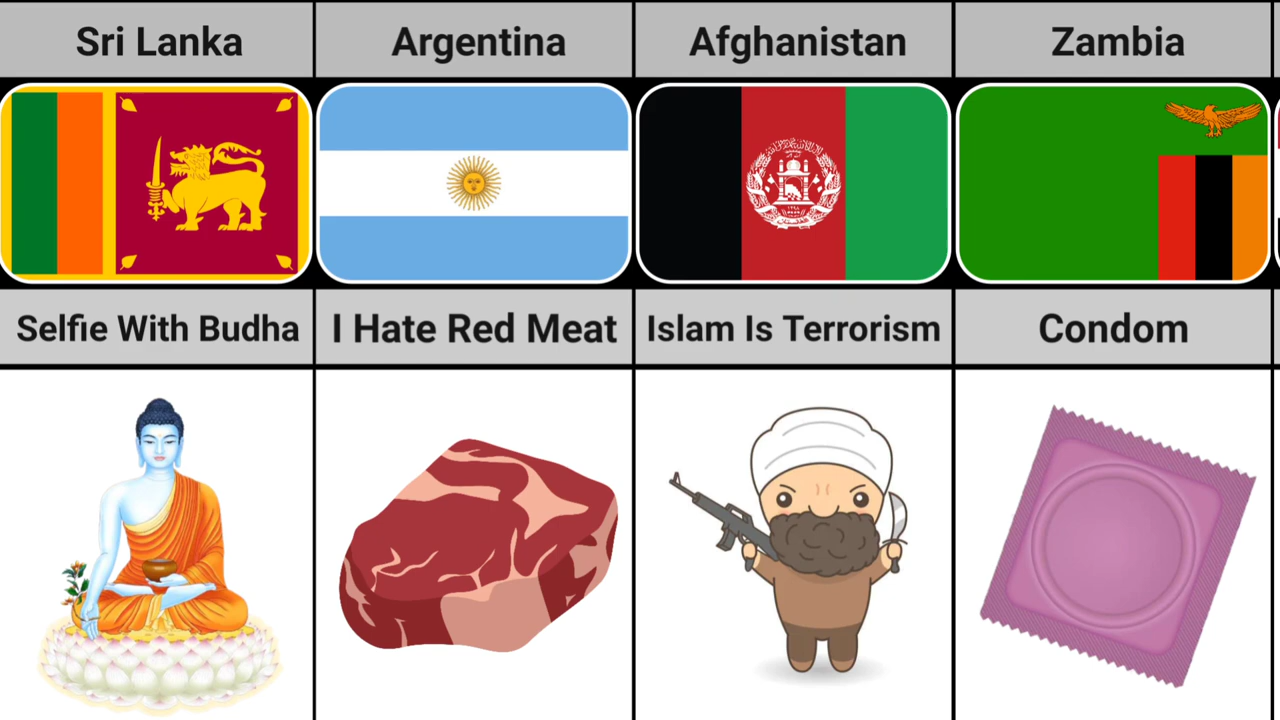 Sri Lanka
Argentina
Afghanistan
Zambia
Selfie With Budha
I Hate Red Meat
Islam Is Terrorism
Condom